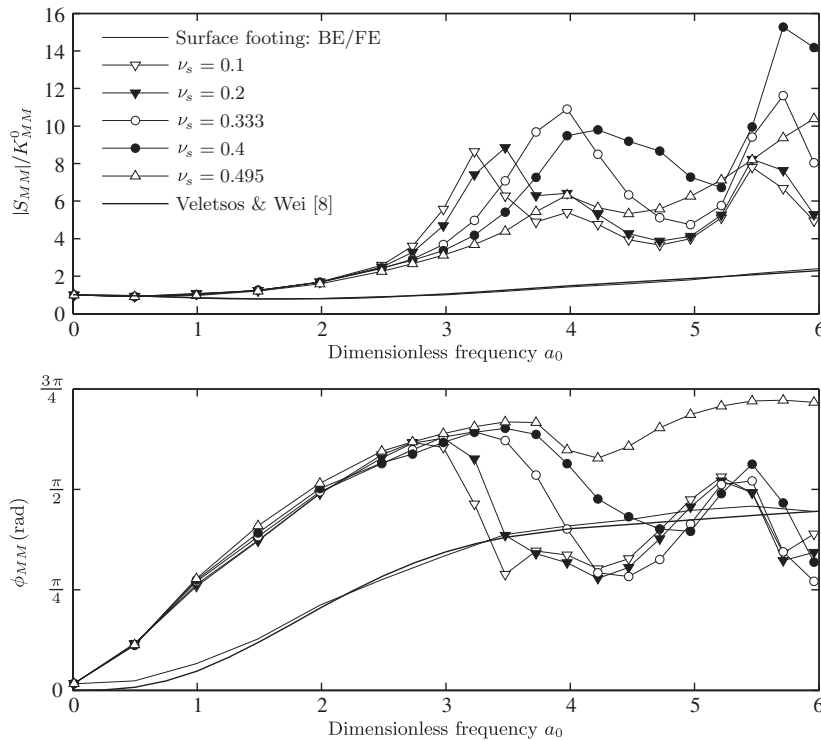 16
14
12
10
8
6
4
2
0
|S_MM|/K^0_MM
Surface footing: BE/FE
ν_s = 0.1
ν_s = 0.2
ν_s = 0.333
ν_s = 0.4
ν_s = 0.495
Veletsos & Wei [8]
0 1 2 3 4 5 6
Dimensionless frequency a_0
3π/4
π/2
π/4
0
ϕ_MM (rad)
0 1 2 3 4 5 6
Dimensionless frequency a_0